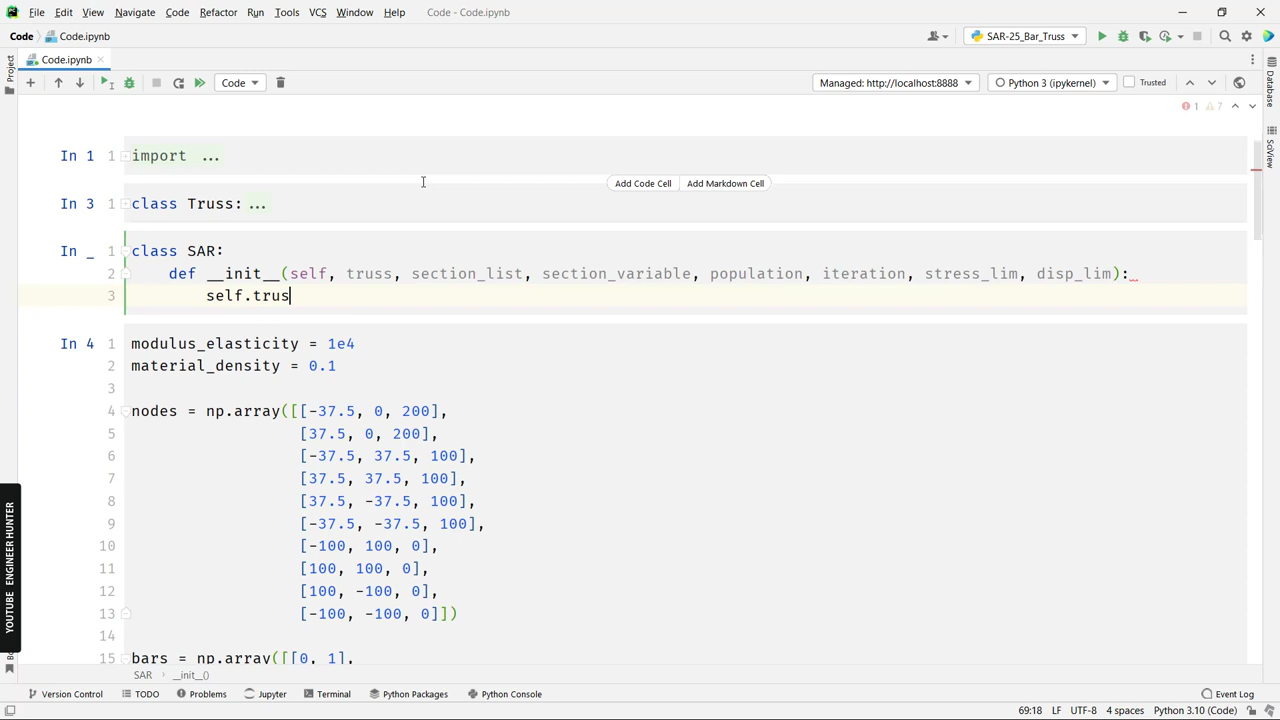 File Edit View Navigate Code Refactor Run Tools VCS Window Help Code - Code.ipynb
Code Code.ipynb SAR-25_Bar_Truss
Code.ipynb
Project
Code Managed: http://localhost:8888 Python 3 (ipykernel) Trusted
Database
SciView
1 7
In 1 1 import ...
Add Code Cell Add Markdown Cell
In 3 1 class Truss:...
In _ 1 class SAR:
2 def __init__(self, truss, section_list, section_variable, population, iteration, stress_lim, disp_lim):
3 self.trus
In 4 1 modulus_elasticity = 1e4
2 material_density = 0.1
3
4 nodes = np.array([[-37.5, 0, 200],
5 [37.5, 0, 200],
6 [-37.5, 37.5, 100],
7 [37.5, 37.5, 100],
8 [37.5, -37.5, 100],
9 [-37.5, -37.5, 100],
10 [-100, 100, 0],
11 [100, 100, 0],
12 [100, -100, 0],
13 [-100, -100, 0]])
14
15 bars = np.array([[0, 1],
YOUTUBE ENGINEER HUNTER
SAR __init__()
Version Control TODO Problems Jupyter Terminal Python Packages Python Console Event Log
69:18 LF UTF-8 4 spaces Python 3.10 (Code)